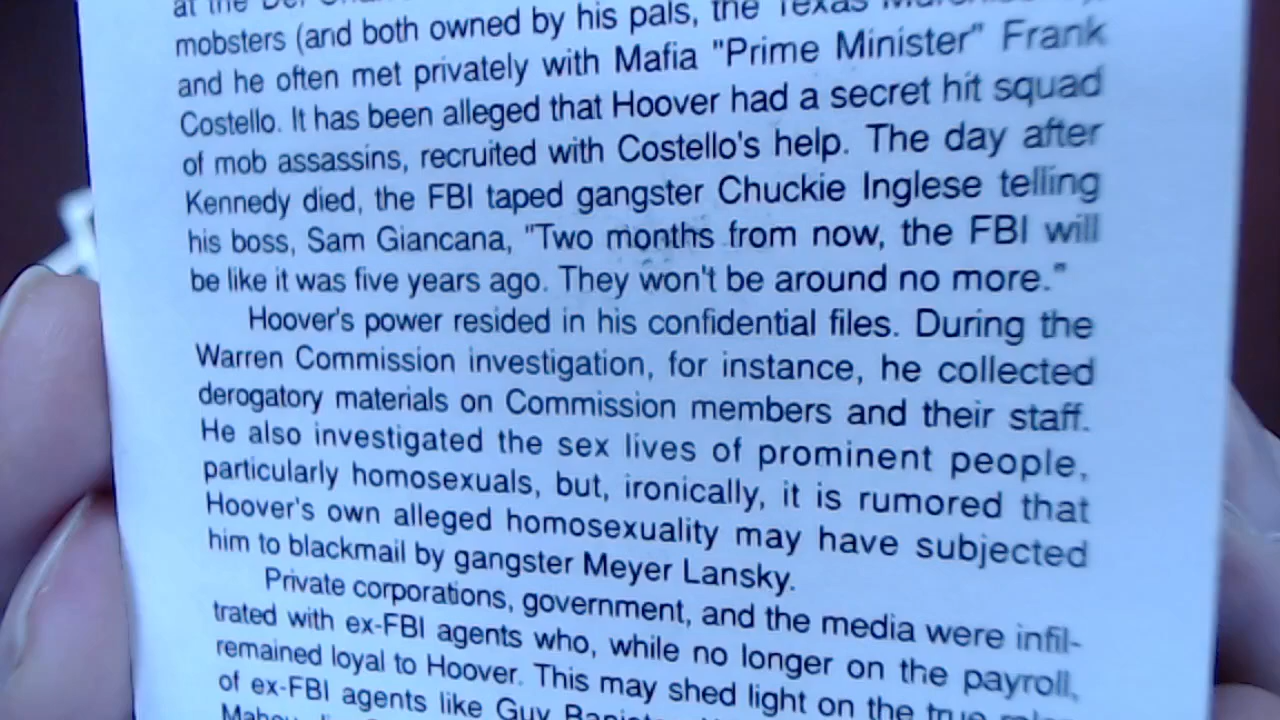 at the Del
mobsters (and both owned by his pals, the Texas
and he often met privately with Mafia "Prime Minister" Frank
Costello. It has been alleged that Hoover had a secret hit squad
of mob assassins, recruited with Costello's help. The day after
Kennedy died, the FBI taped gangster Chuckie Inglese telling
his boss, Sam Giancana, "Two months from now, the FBI will
be like it was five years ago. They won't be around no more."
Hoover's power resided in his confidential files. During the
Warren Commission investigation, for instance, he collected
derogatory materials on Commission members and their staff.
He also investigated the sex lives of prominent people,
particularly homosexuals, but, ironically, it is rumored that
Hoover's own alleged homosexuality may have subjected
him to blackmail by gangster Meyer Lansky.
Private corporations, government, and the media were infil-
trated with ex-FBI agents who, while no longer on the payroll,
remained loyal to Hoover. This may shed light on the true
of ex-FBI agents like Guy